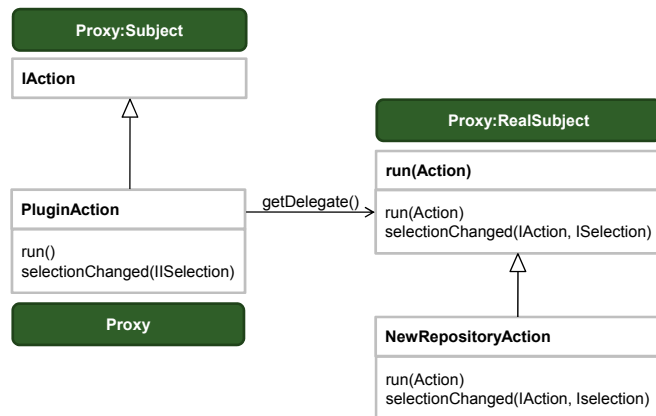 Proxy:Subject
IAction
Proxy:RealSubject
run(Action)
run(Action)
selectionChanged(IAction, ISelection)
getDelegate()
PluginAction
run()
selectionChanged(IISelection)
Proxy
NewRepositoryAction
run(Action)
selectionChanged(IAction, Iselection)